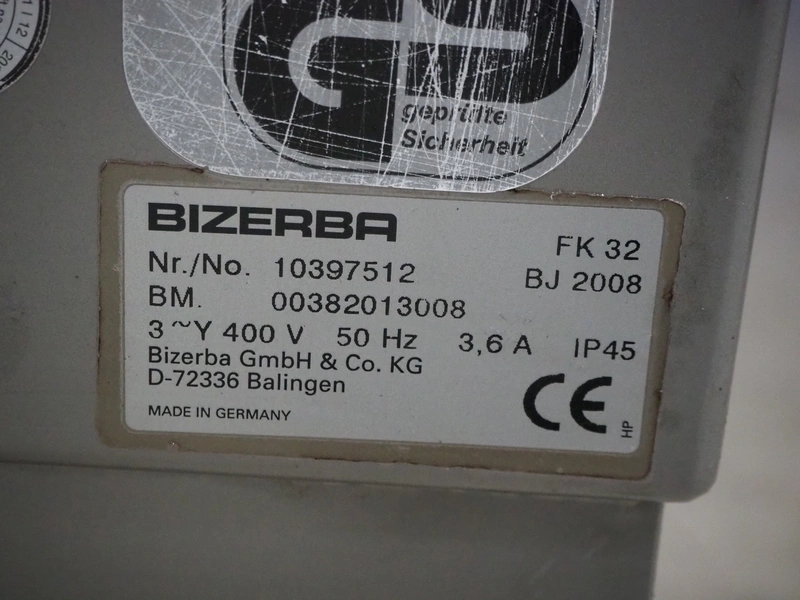 geprüfte
Sicherheit
BIZERBA
FK 32
Nr./No. 10397512
BJ 2008
BM. 00382013008
3 ~Y 400 V 50 Hz 3,6 A IP45
Bizerba GmbH & Co. KG
D-72336 Balingen
MADE IN GERMANY
CE
HP